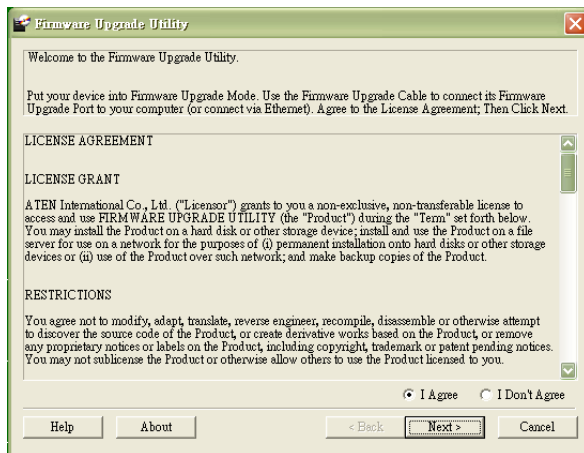 Firmware Upgrade Utility
Welcome to the Firmware Upgrade Utility.
Put your device into Firmware Upgrade Mode. Use the Firmware Upgrade Cable to connect its Firmware
Upgrade Port to your computer (or connect via Ethernet). Agree to the License Agreement; Then Click Next.
LICENSE AGREEMENT
LICENSE GRANT
ATEN International Co., Ltd. ("Licensor") grants to you a non-exclusive, non-transferable license to
access and use FIRMWARE UPGRADE UTILITY (the "Product") during the "Term" set forth below.
You may install the Product on a hard disk or other storage device; install and use the Product on a file
server for use on a network for the purposes of (i) permanent installation onto hard disks or other storage
devices or (ii) use of the Product over such network; and make backup copies of the Product.
RESTRICTIONS
You agree not to modify, adapt, translate, reverse engineer, recompile, disassemble or otherwise attempt
to discover the source code of the Product, or create derivative works based on the Product, or remove
any proprietary notices or labels on the Product, including copyright, trademark or patent pending notices.
You may not sublicense the Product or otherwise allow others to use the Product licensed to you.
I Agree I Don't Agree
Help About < Back Next > Cancel